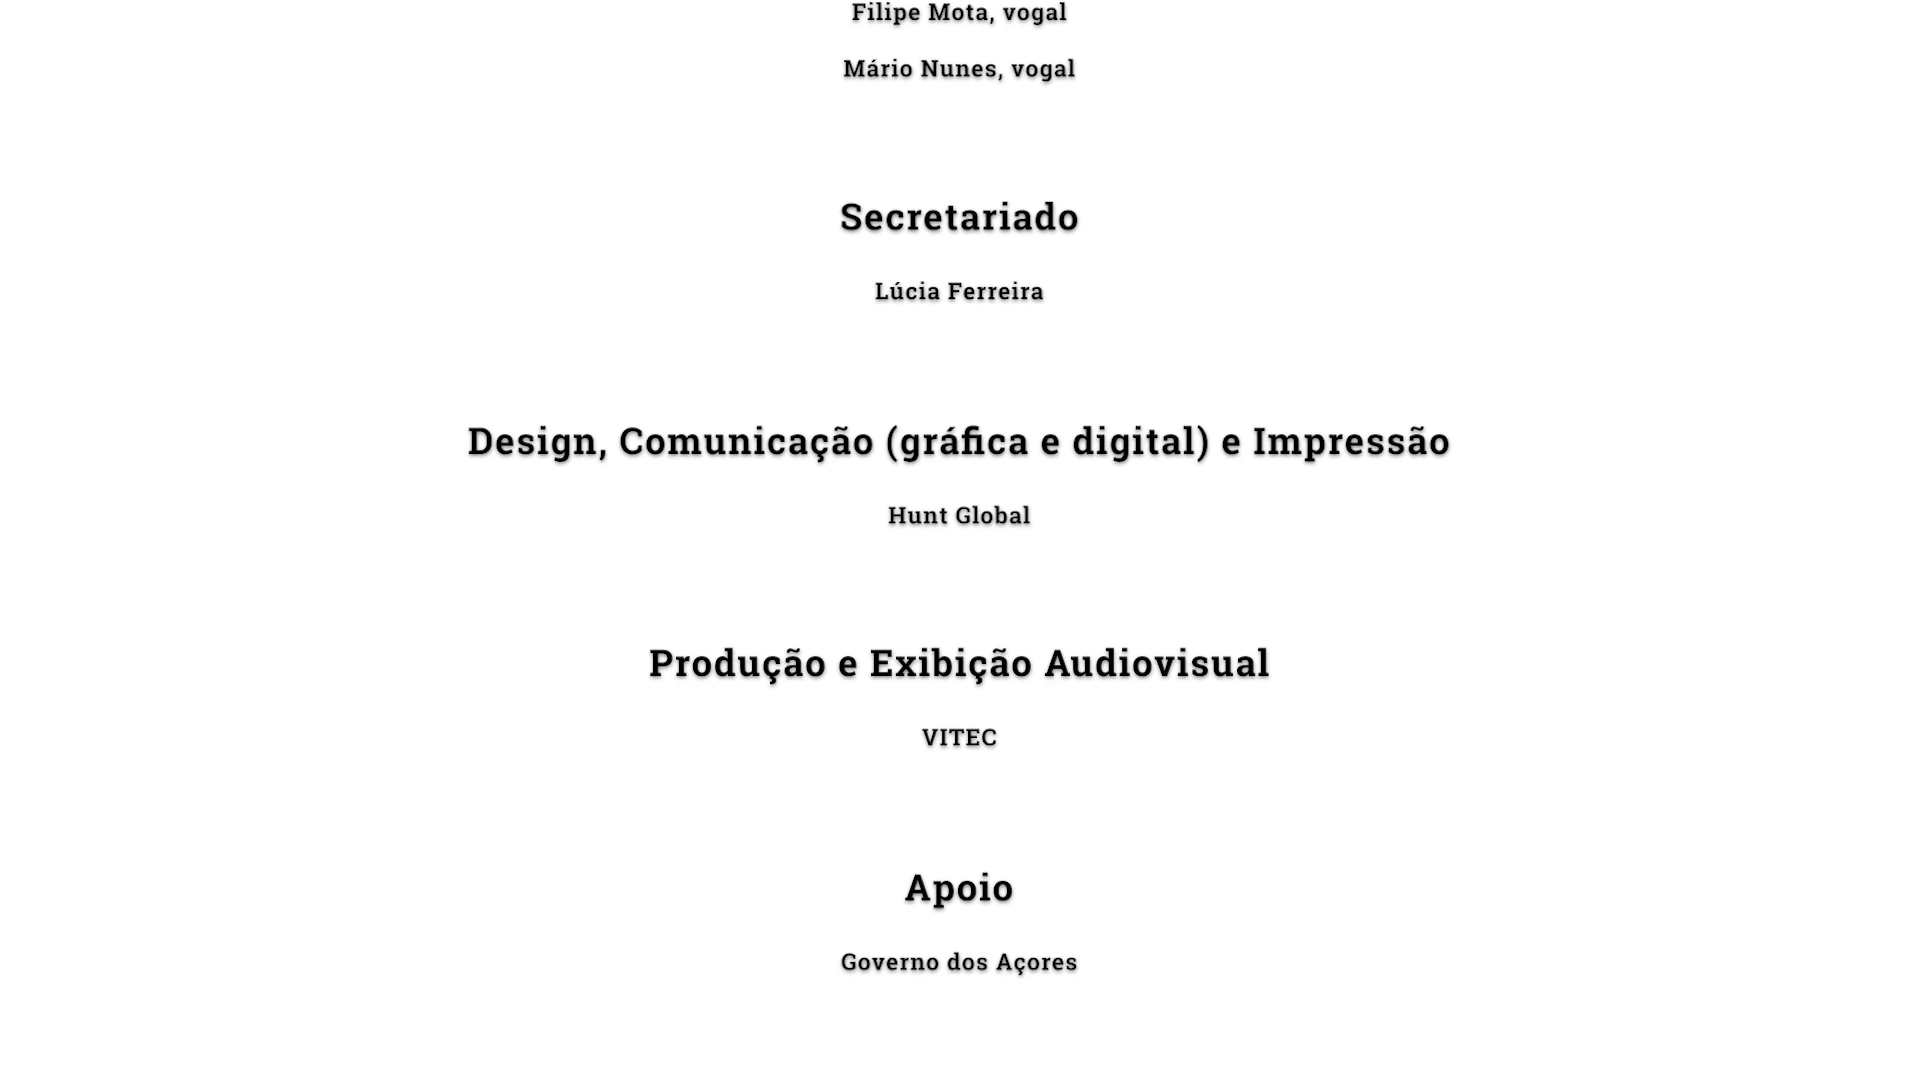 Filipe Mota, vogal
Mário Nunes, vogal
Secretariado
Lúcia Ferreira
Design, Comunicação (gráfica e digital) e Impressão
Hunt Global
Produção e Exibição Audiovisual
VITEC
Apoio
Governo dos Açores